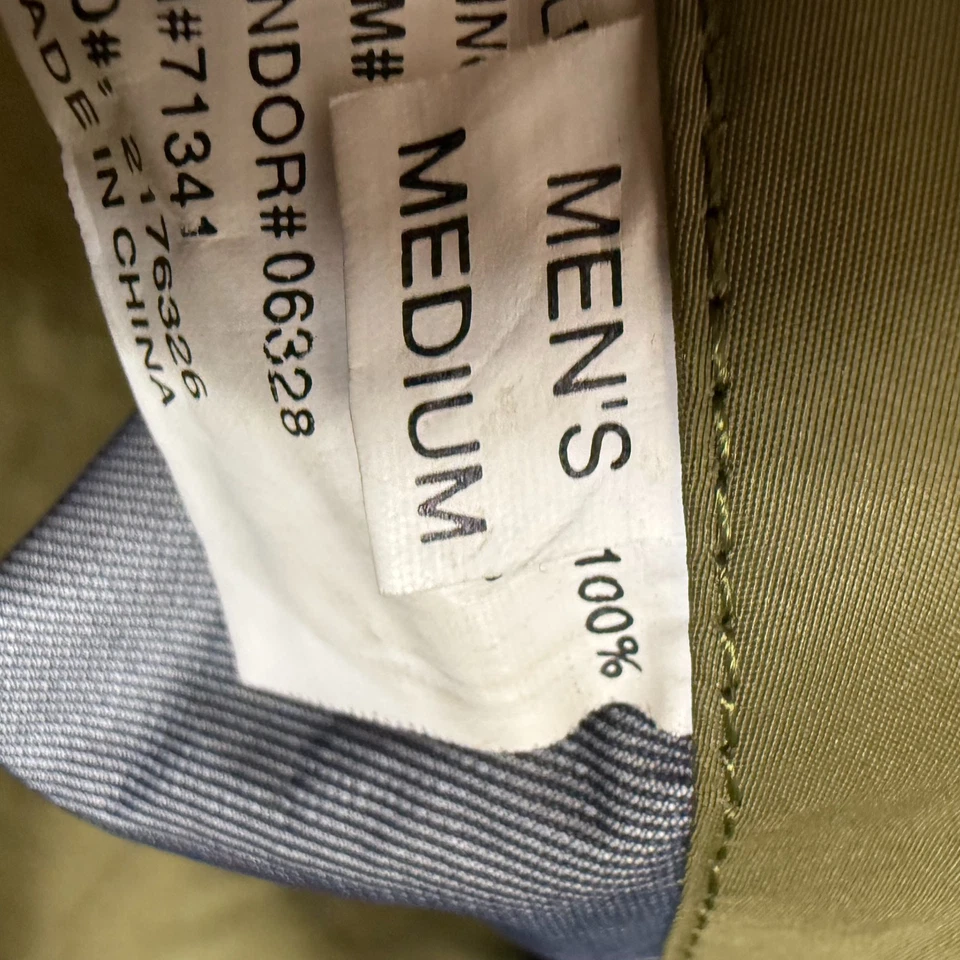 MEN'S
MEDIUM
100%
M#
NDOR#06328
#71341
O#: 2176326
ADE IN CHINA